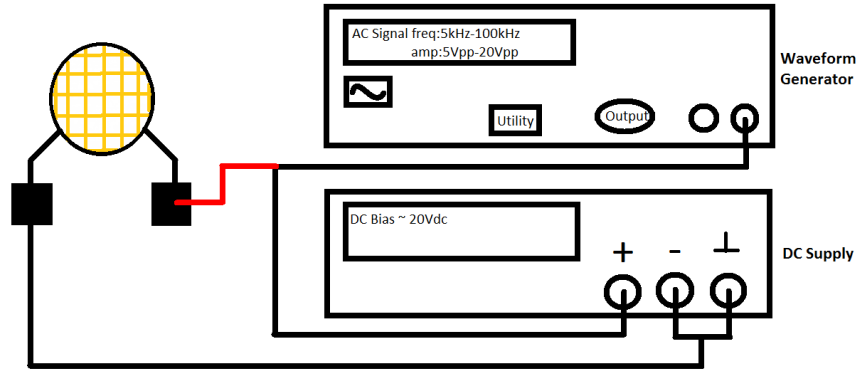 AC Signal freq:5kHz-100kHz
amp:5Vpp-20Vpp
Waveform
Generator
Utility
Output
DC Bias ~ 20Vdc
+ -
DC Supply